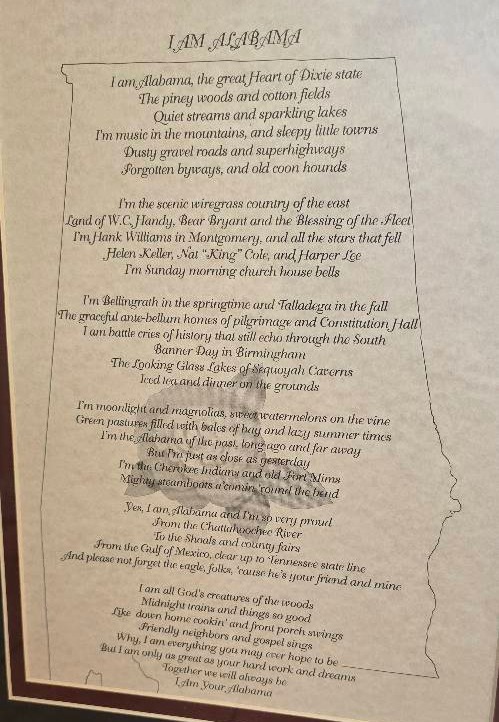 I AM ALABAMA
I am Alabama, the great Heart of Dixie state
The piney woods and cotton fields
Quiet streams and sparkling lakes
I'm music in the mountains, and sleepy little towns
Dusty gravel roads and superhighways
Forgotten byways, and old coon hounds
I'm the scenic wiregrass country of the east
Land of W.C. Handy, Bear Bryant and the Blessing of the Fleet
I'm Hank Williams in Montgomery, and all the stars that fell
Helen Keller, Nat "King" Cole, and Harper Lee
I'm Sunday morning church house bells
I'm Bellingrath in the springtime and Talladega in the fall
The graceful ante-bellum homes of pilgrimage and Constitution Hall
I am battle cries of history that still echo through the South
Banner Day in Birmingham
The Looking Glass Lakes of Sequoyah Caverns
Iced tea and dinner on the grounds
I'm moonlight and magnolias, sweet watermelons on the vine
Green pastures filled with bales of hay and lazy summer times
I'm the Alabama of the past, long ago and far away
But I'm just as close as yesterday
I'm the Cherokee Indians and old Fort Mims
Mighty steamboats a'comin' 'round the bend
Yes, I am Alabama and I'm so very proud
From the Chattahoochee River
To the Shoals and county fairs
From the Gulf of Mexico, clear up to Tennessee state line
And please not forget the eagle, folks, 'cause he's your friend and mine
I am all God's creatures of the woods
Midnight trains and things so good
Like down home cookin' and front porch swings
Friendly neighbors and gospel sings
Why, I am everything you may ever hope to be
But I am only as great as your hard work and dreams
Together we will always be
I Am Your Alabama